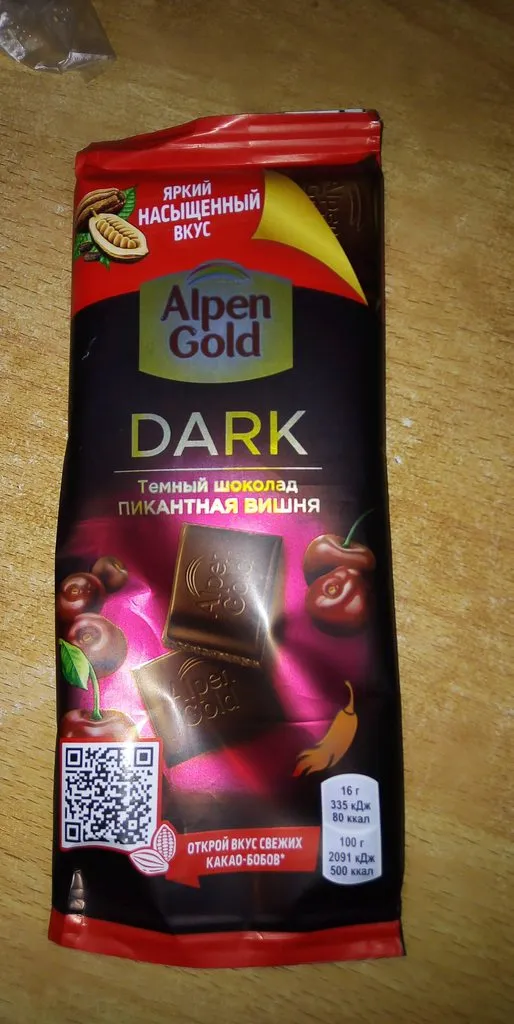 ЯРКИЙ
НАСЫЩЕННЫЙ
ВКУС
Alpen
Gold
DARK
Темный шоколад
ПИКАНТНАЯ ВИШНЯ
Alpen
Gold
Alpen
Gold
16 г
335 кДж
80 ккал
100 г
2091 кДж
500 ккал
ОТКРОЙ ВКУС СВЕЖИХ
КАКАО-БОБОВ*